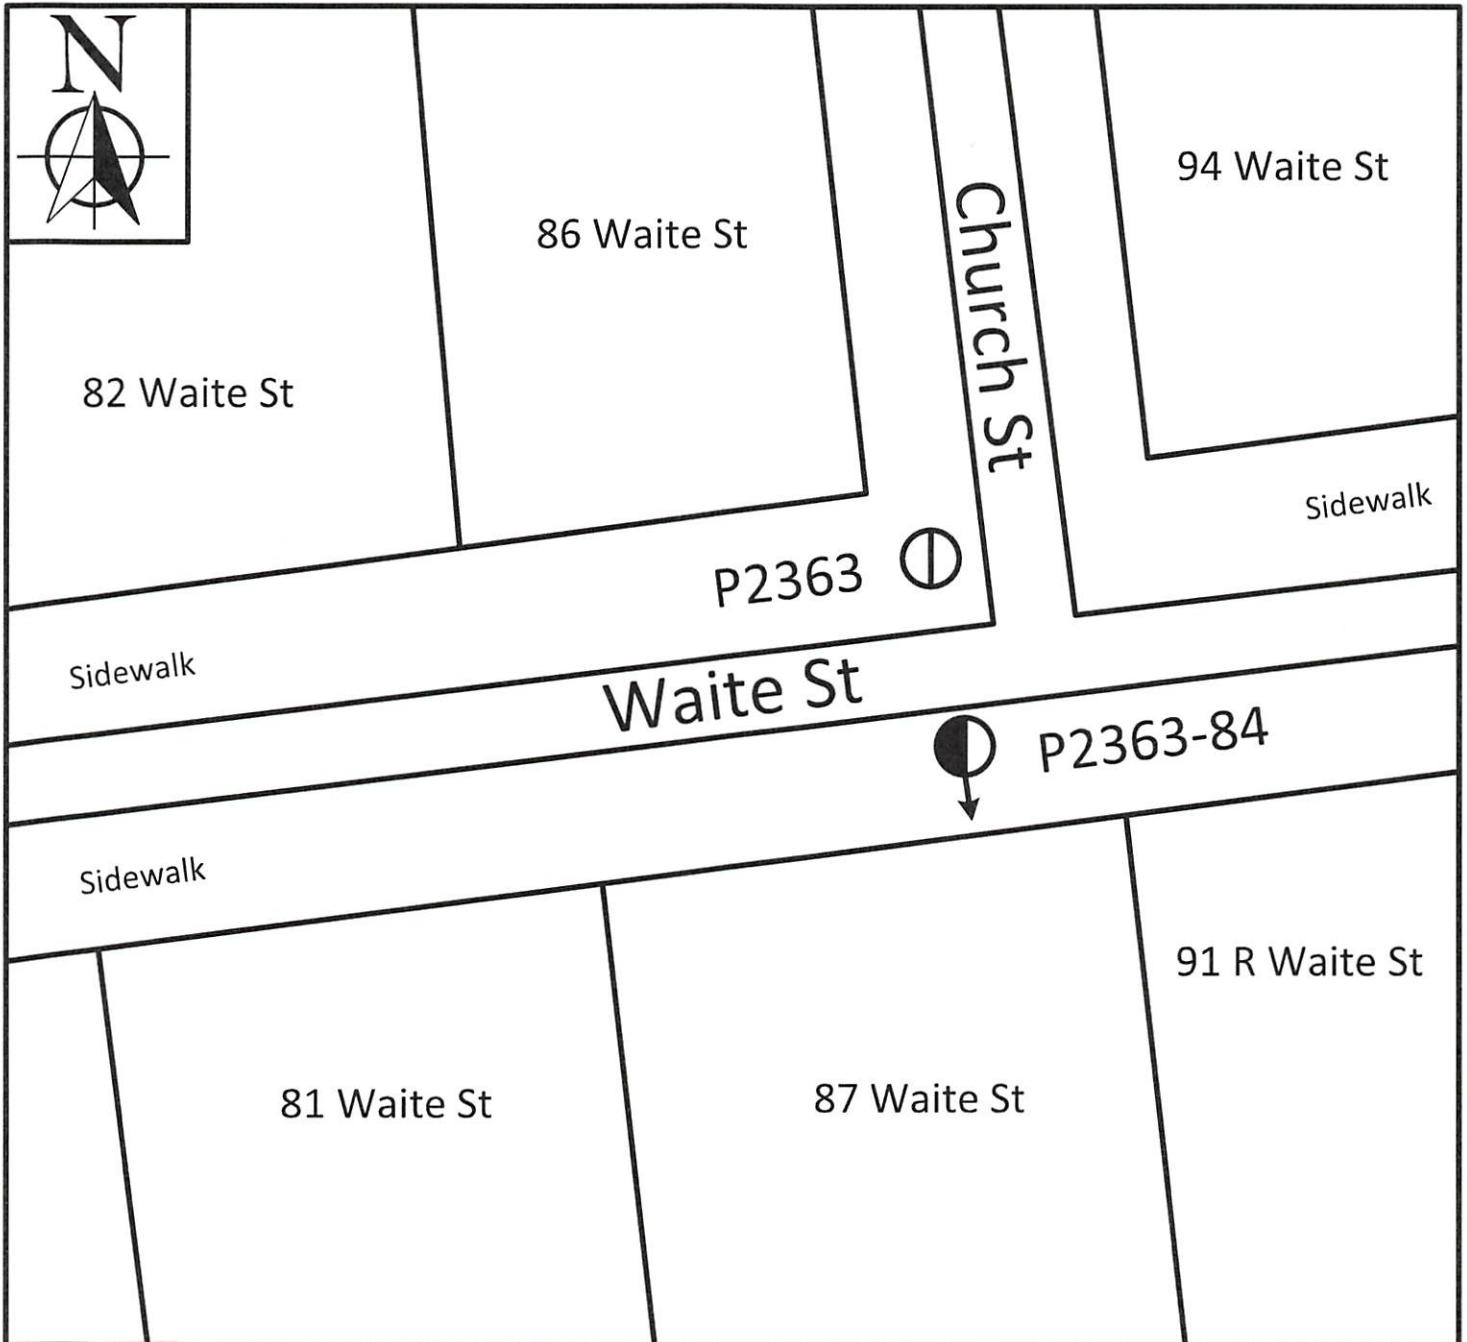 N
86 Waite St
94 Waite St
Church St
82 Waite St
Sidewalk
P2363
Sidewalk
Waite St
P2363-84
Sidewalk
91 R Waite St
81 Waite St
87 Waite St